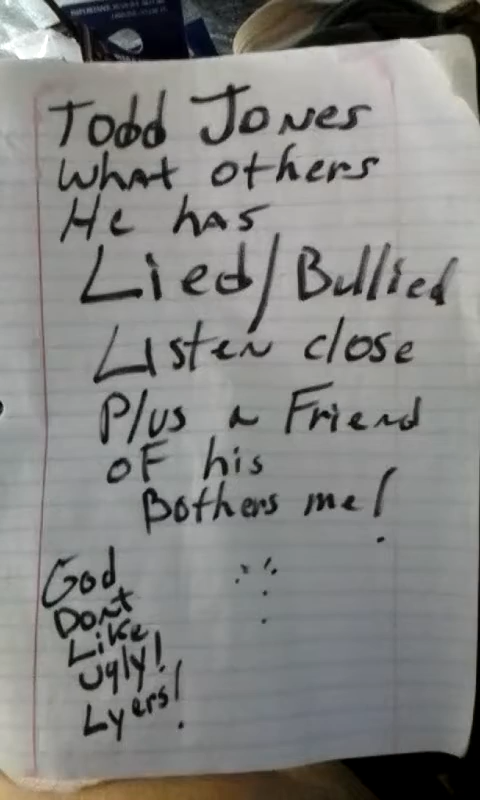 Todd Jones
What others
He has
Lied/Bullied
Listen close
Plus a Friend
of his
Bothers me!
God
Dont
Like
Ugly!
Lyers!